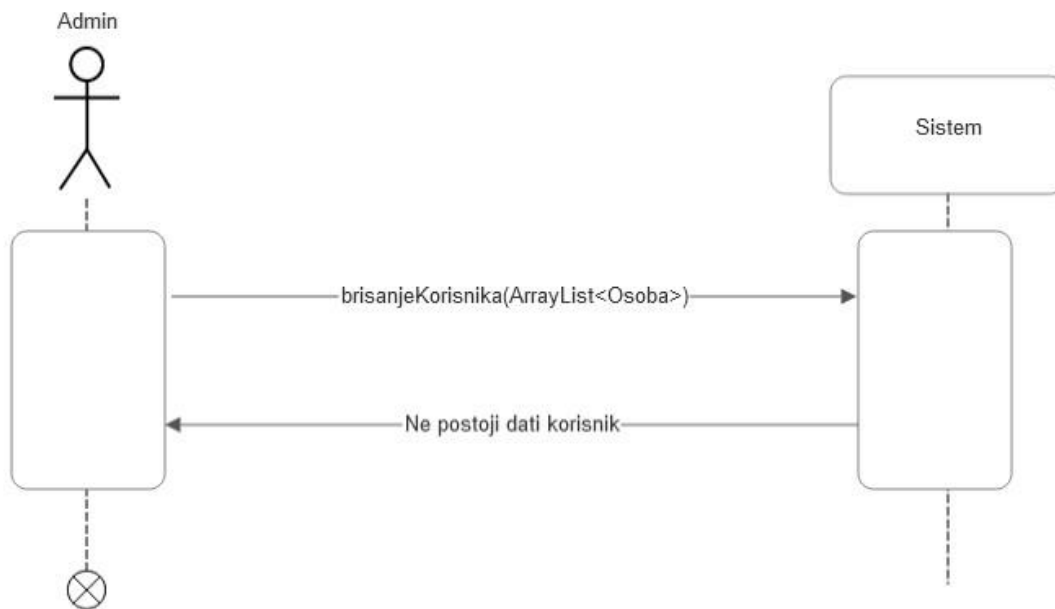 Admin
Sistem
brisanjeKorisnika(ArrayList<Osoba>)
Ne postoji dati korisnik